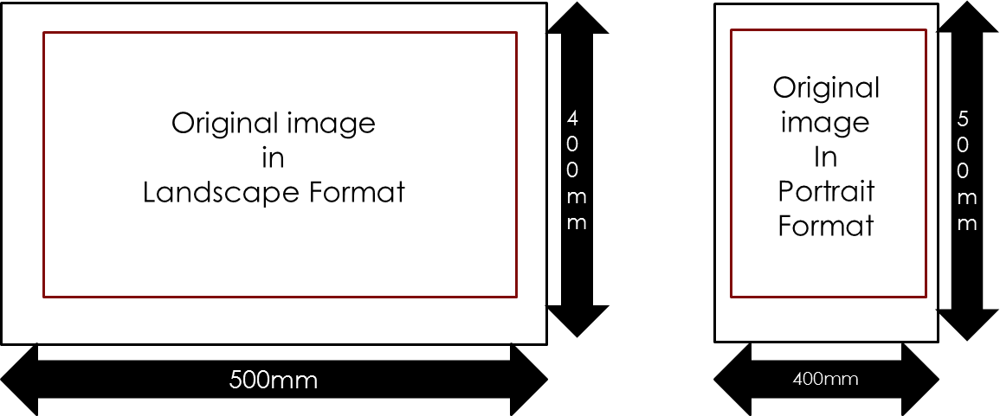 Original image
in
Landscape Format
400mm
500mm
Original
image
In
Portrait
Format
500mm
400mm